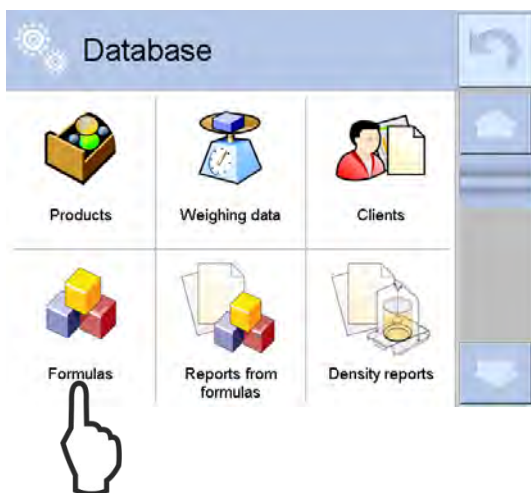 Database
Products
Weighing data
Clients
Formulas
Reports from
formulas
Density reports